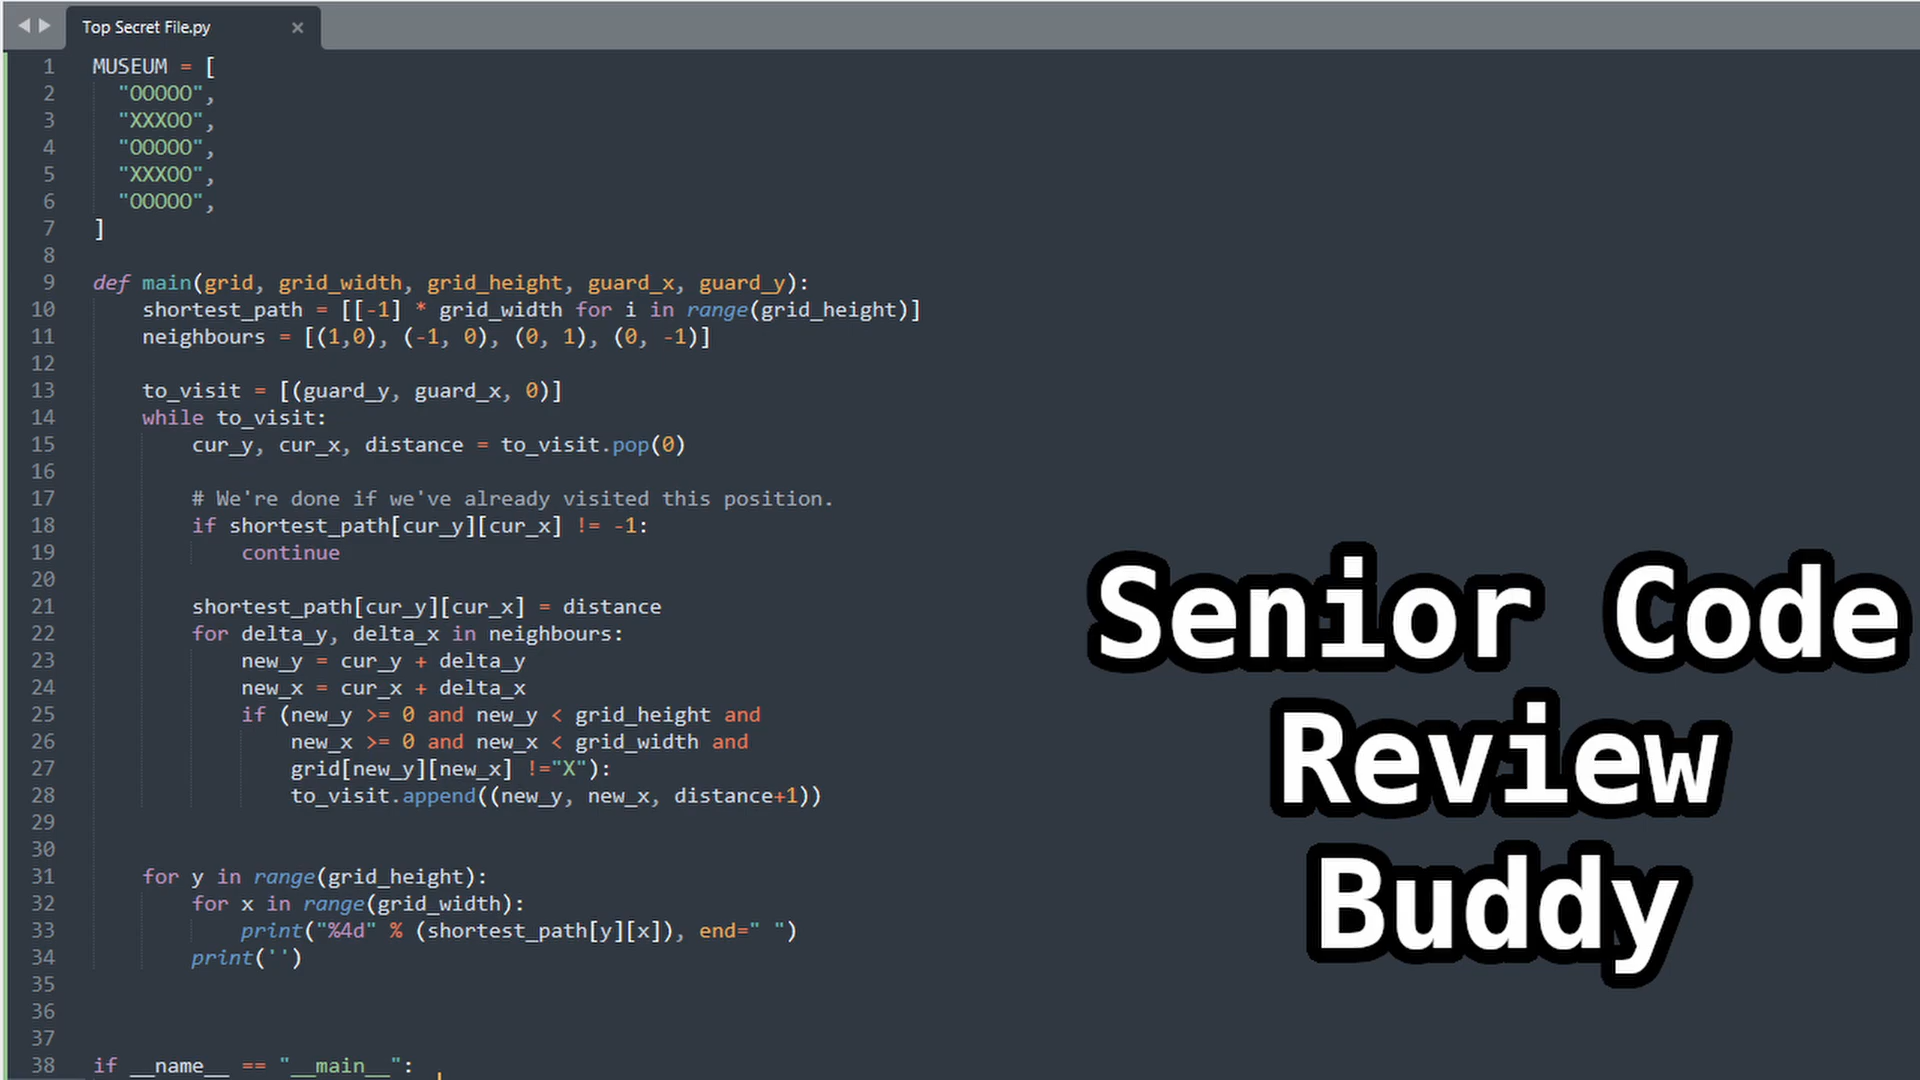 Top Secret File.py
1 MUSEUM = [
2 "OOOOO",
3 "XXXOO",
4 "OOOOO",
5 "XXXOO",
6 "OOOOO",
7 ]
8
9 def main(grid, grid_width, grid_height, guard_x, guard_y):
10 shortest_path = [[-1] * grid_width for i in range(grid_height)]
11 neighbours = [(1,0), (-1, 0), (0, 1), (0, -1)]
12
13 to_visit = [(guard_y, guard_x, 0)]
14 while to_visit:
15 cur_y, cur_x, distance = to_visit.pop(0)
16
17 # We're done if we've already visited this position.
18 if shortest_path[cur_y][cur_x] != -1:
19 continue
20
21 shortest_path[cur_y][cur_x] = distance
22 for delta_y, delta_x in neighbours:
23 new_y = cur_y + delta_y
24 new_x = cur_x + delta_x
25 if (new_y >= 0 and new_y < grid_height and
26 new_x >= 0 and new_x < grid_width and
27 grid[new_y][new_x] !="X"):
28 to_visit.append((new_y, new_x, distance+1))
29
30
31 for y in range(grid_height):
32 for x in range(grid_width):
33 print("%4d" % (shortest_path[y][x]), end=" ")
34 print('')
35
36
37
38 if __name__ == "__main__":
Senior Code
Review
Buddy